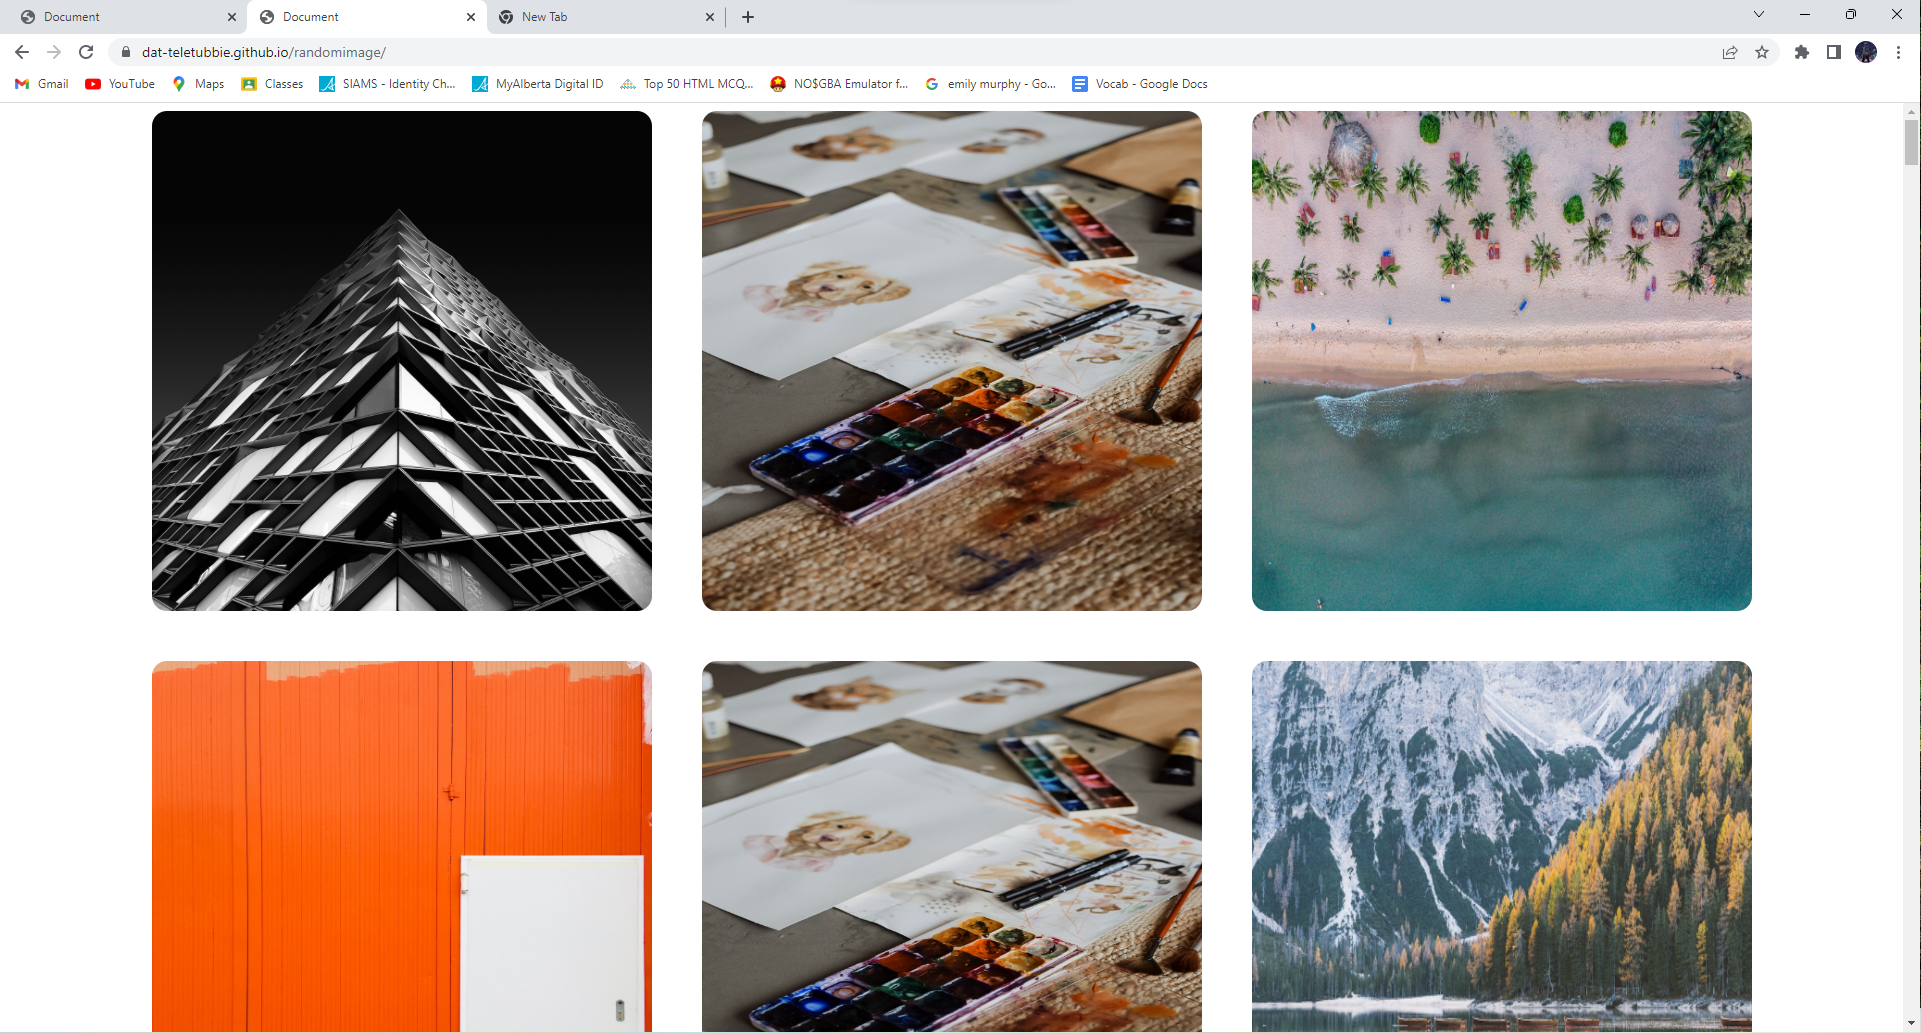 Document
Document
New Tab
dat-teletubbie.github.io/randomimage/
Gmail
YouTube
Maps
Classes
SIAMS - Identity Ch...
MyAlberta Digital ID
Top 50 HTML MCQ...
NO$GBA Emulator f...
emily murphy - Go...
Vocab - Google Docs